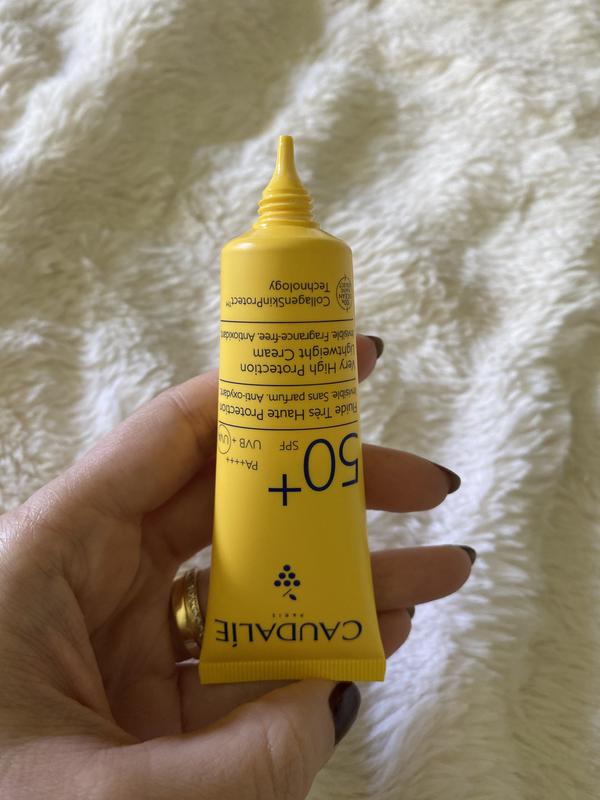 CAUDALÍE
PARIS
50+
PA++++
SPF UVB + UVA
Fluide Très Haute Protection
Invisible. Sans parfum. Anti-oxydant.
Very High Protection
Lightweight Cream
Invisible. Fragrance-free. Antioxidant.
CollagenSkinProtect™
Technology